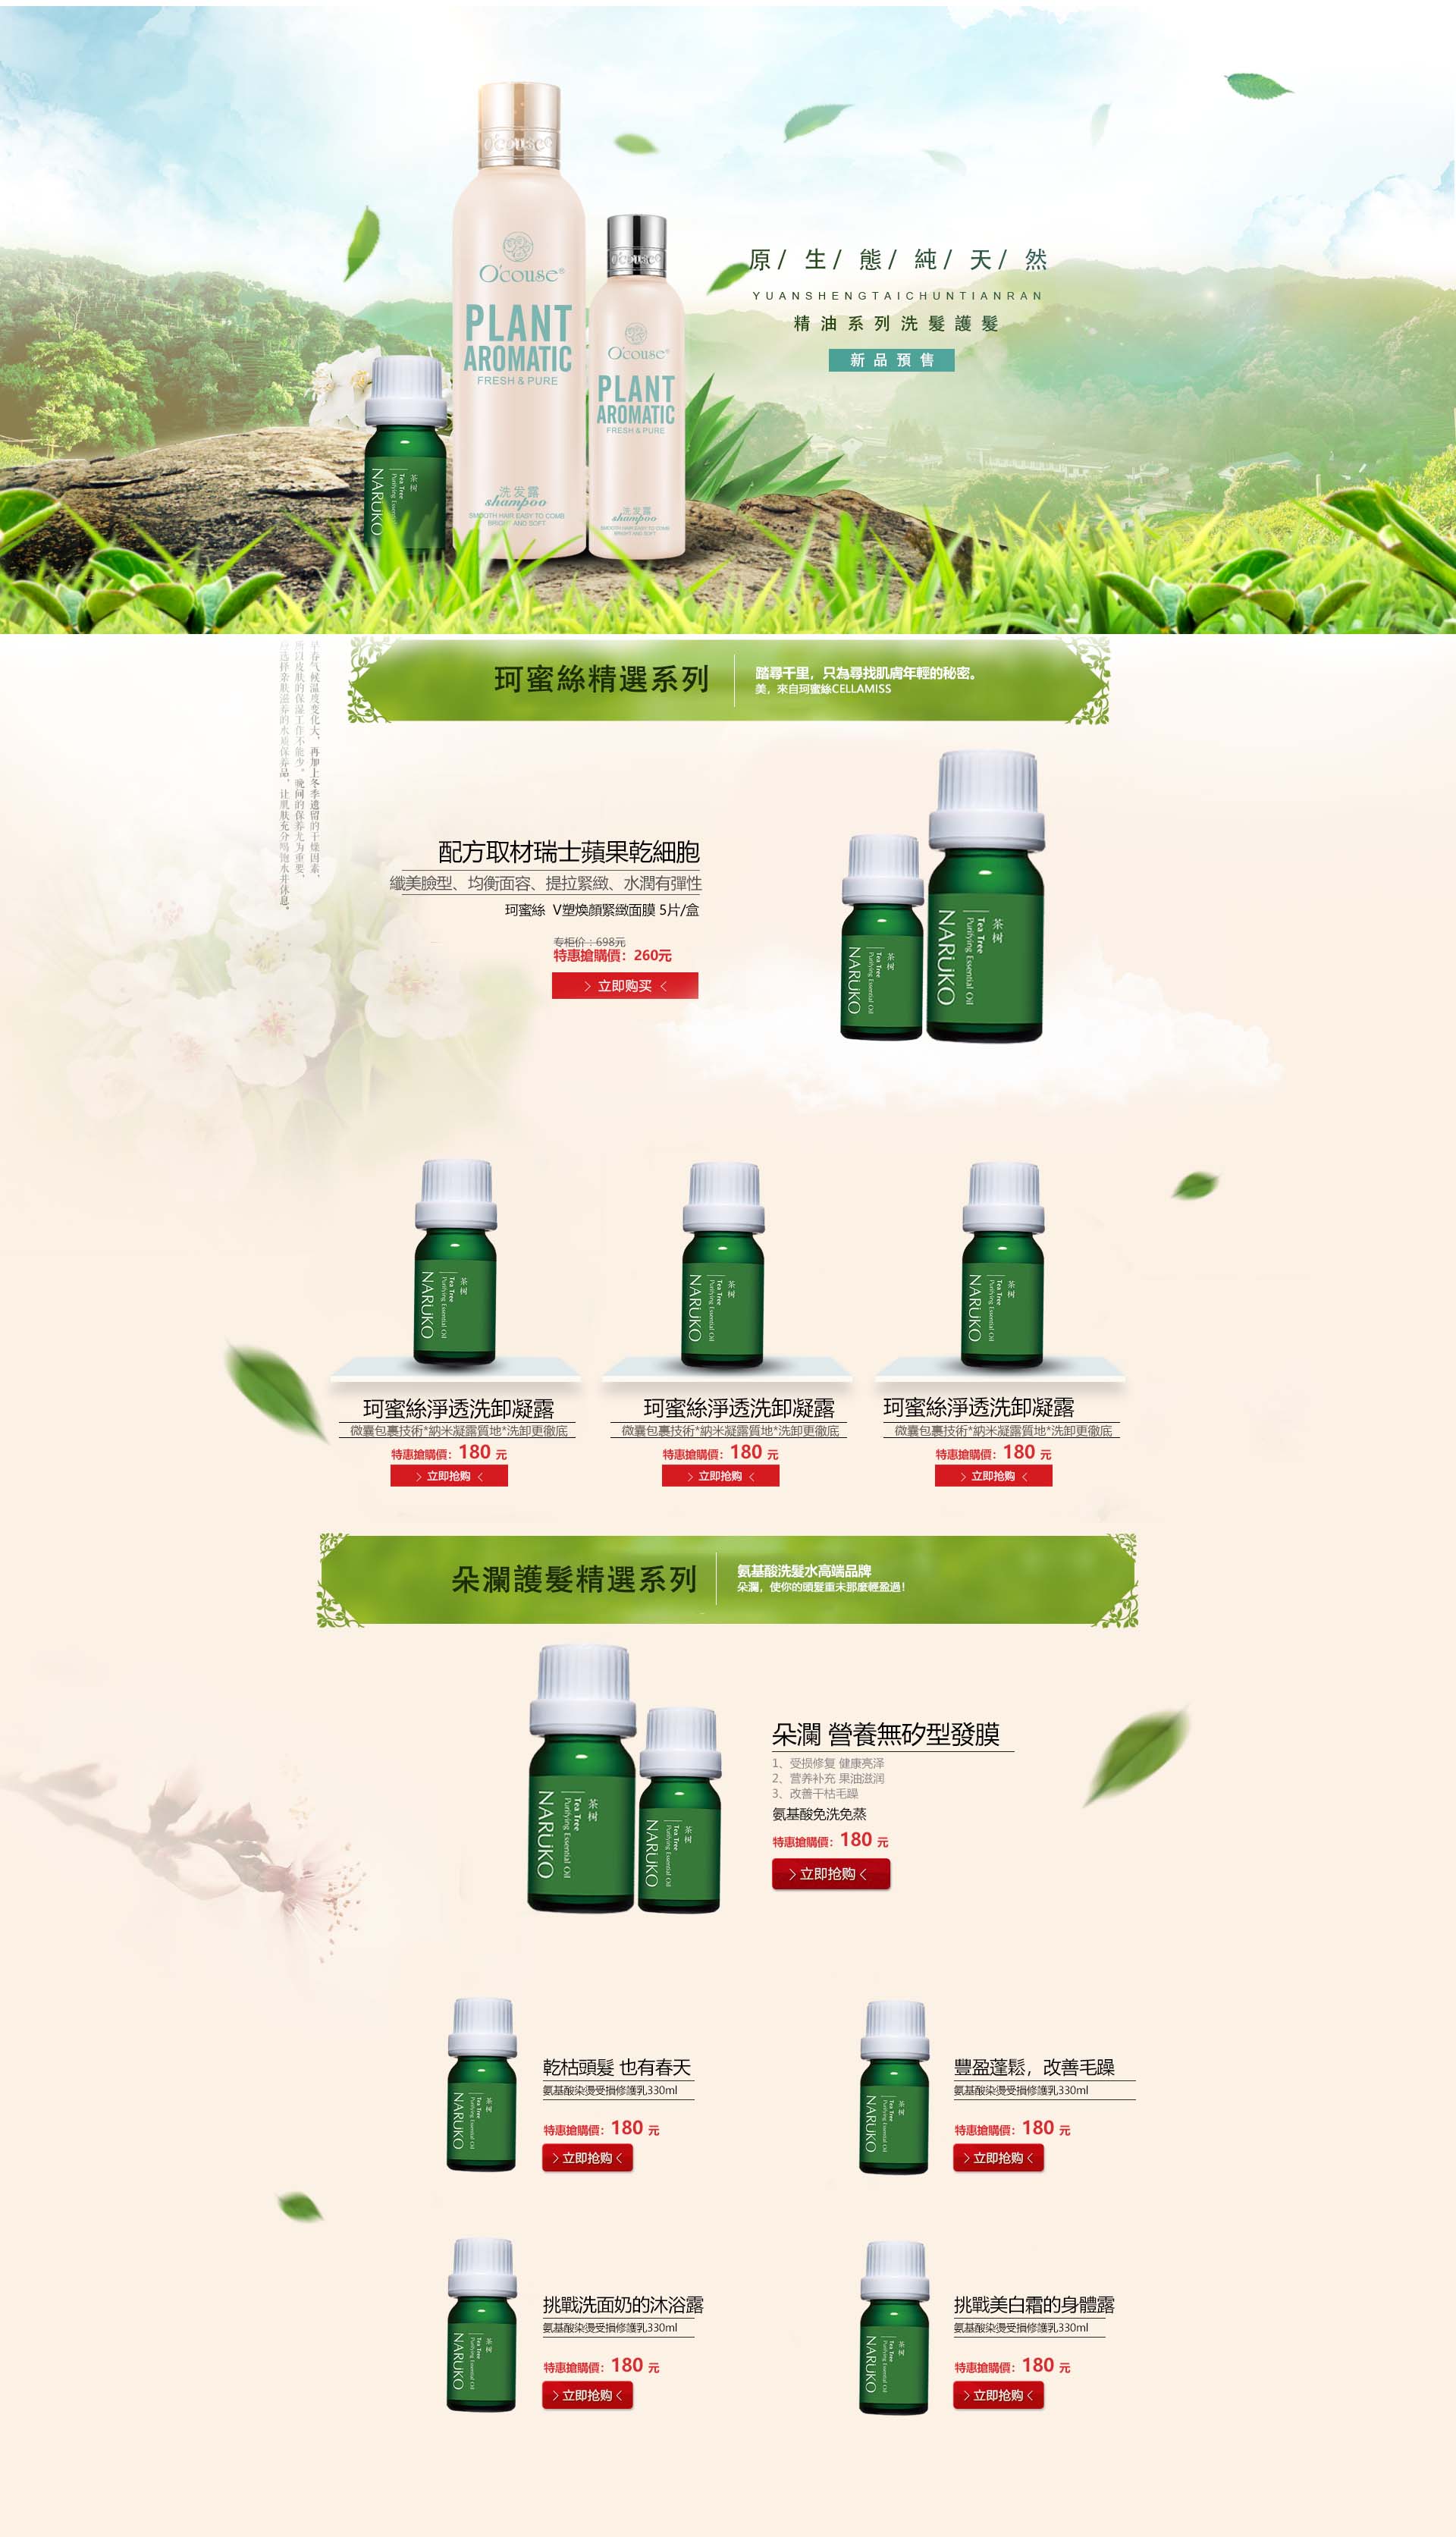 O'couse
O'couse®
PLANT
AROMATIC
FRESH & PURE
洗发露
shampoo
SMOOTH HAIR EASY TO COMB
BRIGHT AND SOFT
O'couse
O'couse®
PLANT
AROMATIC
FRESH & PURE
洗发露
shampoo
SMOOTH HAIR EASY TO COMB
BRIGHT AND SOFT
茶树
Tea Tree
Purifying Essential
NARUKO
原/ 生/ 態/ 純/ 天/ 然
YUANSHENGTAICHUNTIANRAN
精油系列洗髮護髮
新品預售
早春气候温度变化大，再加上冬季遗留的干燥因素，
所以皮肤的保湿工作不能少。晚间的保养尤为重要，
选择亲肤滋养的水质保养品，让肌肤充分喝饱水并休息。
珂蜜絲精選系列
踏尋千里，只為尋找肌膚年輕的秘密。
美，來自珂蜜絲CELLAMISS
配方取材瑞士蘋果乾細胞
纖美臉型、均衡面容、提拉緊緻、水潤有彈性
珂蜜絲 V塑煥顏緊緻面膜 5片/盒
专柜价：698元
特惠搶購價：260元
> 立即购买 <
茶树
Tea Tree
Purifying Essential Oil
NARUKO
茶树
Tea Tree
Purifying Essential Oil
NARUKO
茶树
Tea Tree
Purifying Essential Oil
NARUKO
茶树
Tea Tree
Purifying Essential Oil
NARUKO
茶树
Tea Tree
Purifying Essential Oil
NARUKO
珂蜜絲淨透洗卸凝露
微囊包裹技術*納米凝露質地*洗卸更徹底
特惠搶購價：180 元
> 立即抢购 <
珂蜜絲淨透洗卸凝露
微囊包裹技術*納米凝露質地*洗卸更徹底
特惠搶購價：180 元
> 立即抢购 <
珂蜜絲淨透洗卸凝露
微囊包裹技術*納米凝露質地*洗卸更徹底
特惠搶購價：180 元
> 立即抢购 <
朵瀾護髮精選系列
氨基酸洗髮水高端品牌
朵瀾，使你的頭髮重未那麼輕盈過！
茶树
Tea Tree
Purifying Essential Oil
NARUKO
茶树
Tea Tree
Purifying Essential Oil
NARUKO
朵瀾 營養無矽型發膜
1、受损修复 健康亮泽
2、营养补充 果油滋润
3、改善干枯毛躁
氨基酸免洗免蒸
特惠搶購價：180 元
> 立即抢购 <
茶树
Tea Tree
Purifying Essential Oil
NARUKO
乾枯頭髮 也有春天
氨基酸染燙受損修護乳330ml
特惠搶購價：180 元
> 立即抢购 <
茶树
Tea Tree
Purifying Essential Oil
NARUKO
豐盈蓬鬆，改善毛躁
氨基酸染燙受損修護乳330ml
特惠搶購價：180 元
> 立即抢购 <
茶树
Tea Tree
Purifying Essential Oil
NARUKO
挑戰洗面奶的沐浴露
氨基酸染燙受損修護乳330ml
特惠搶購價：180 元
> 立即抢购 <
茶树
Tea Tree
Purifying Essential Oil
NARUKO
挑戰美白霜的身體露
氨基酸染燙受損修護乳330ml
特惠搶購價：180 元
> 立即抢购 <